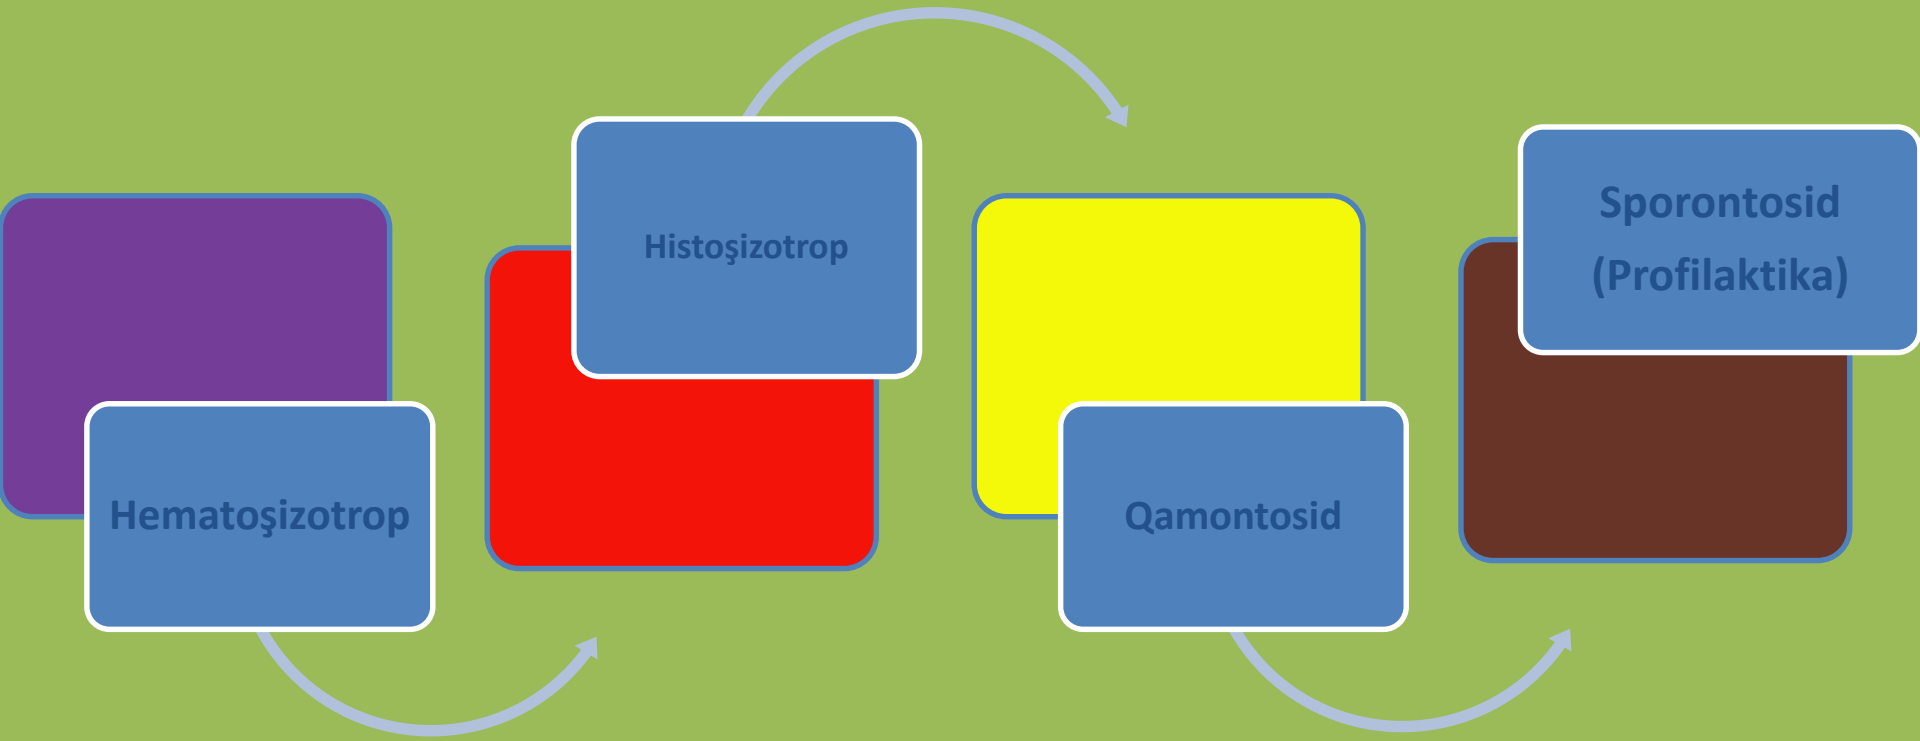 Hematoşizotrop
Histoşizotrop
Qamontosid
Sporontosid
(Profilaktika)